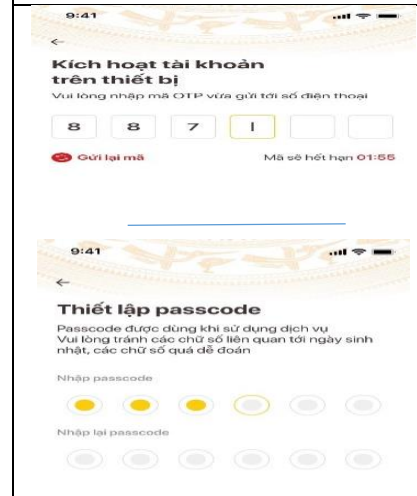 9:41
←
Kích hoạt tài khoản
trên thiết bị
Vui lòng nhập mã OTP vừa gửi tới số điện thoại
8 8 7
Gửi lại mã Mã sẽ hết hạn 01:55
9:41
←
Thiết lập passcode
Passcode được dùng khi sử dụng dịch vụ
Vui lòng tránh các chữ số liên quan tới ngày sinh
nhật, các chữ số quá dễ đoán
Nhập passcode
Nhập lại passcode